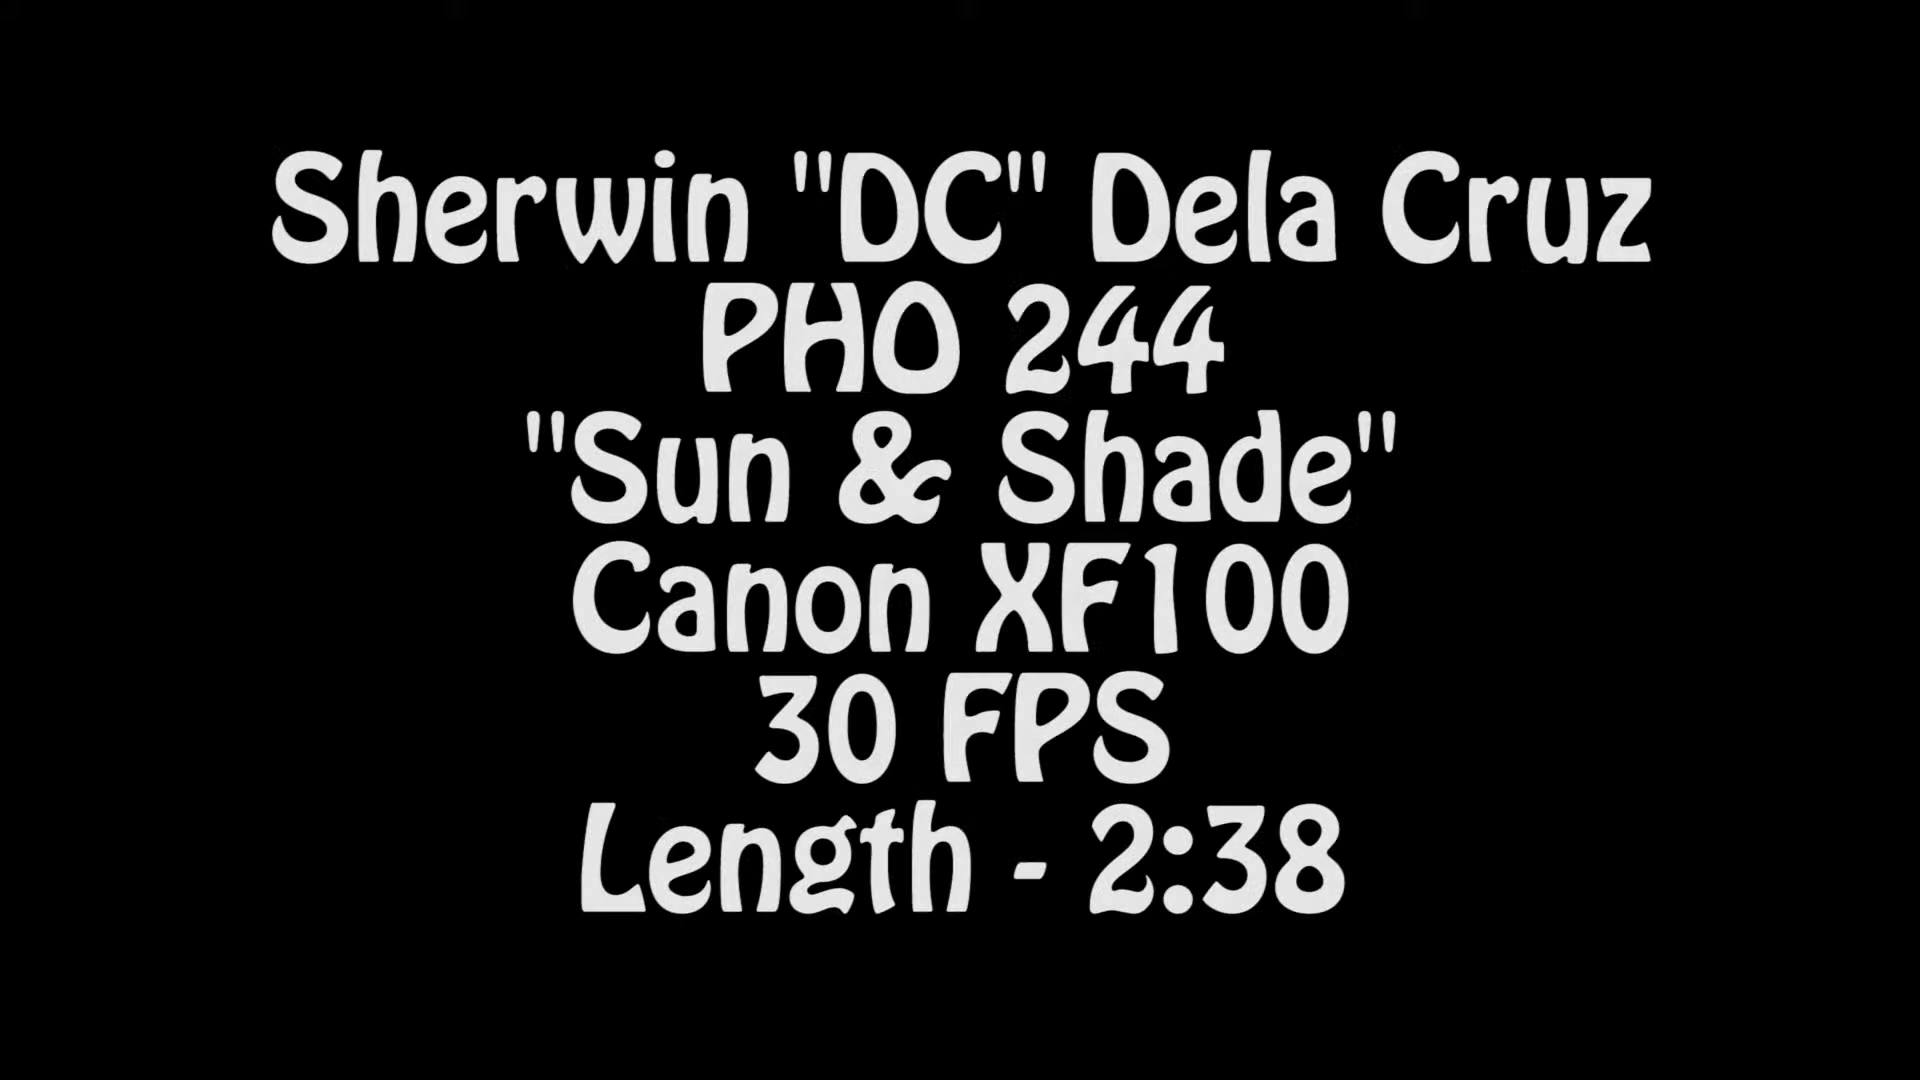 Sherwin "DC" Dela Cruz
PHO 244
"Sun & Shade"
Canon XF100
30 FPS
Length - 2:38